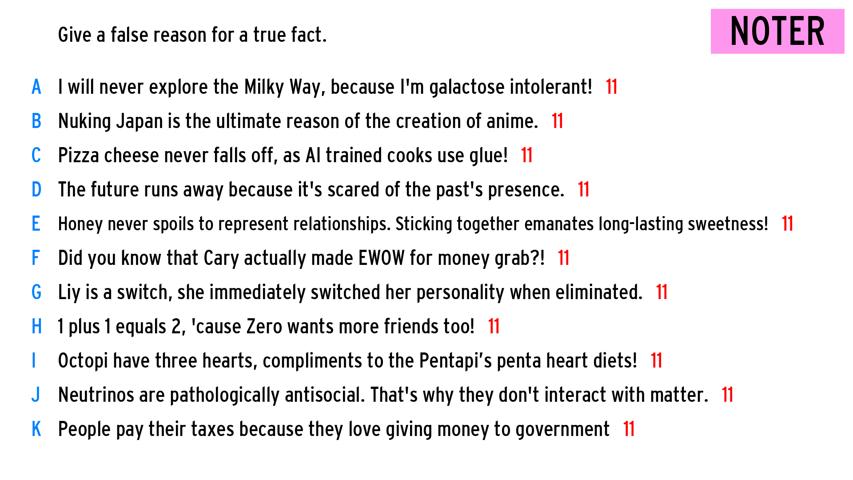 Give a false reason for a true fact.
NOTER
A I will never explore the Milky Way, because I'm galactose intolerant! 11
B Nuking Japan is the ultimate reason of the creation of anime. 11
C Pizza cheese never falls off, as AI trained cooks use glue! 11
D The future runs away because it's scared of the past's presence. 11
E Honey never spoils to represent relationships. Sticking together emanates long-lasting sweetness! 11
F Did you know that Cary actually made EWOW for money grab?! 11
G Liy is a switch, she immediately switched her personality when eliminated. 11
H 1 plus 1 equals 2, 'cause Zero wants more friends too! 11
I Octopi have three hearts, compliments to the Pentapi’s penta heart diets! 11
J Neutrinos are pathologically antisocial. That's why they don't interact with matter. 11
K People pay their taxes because they love giving money to government 11